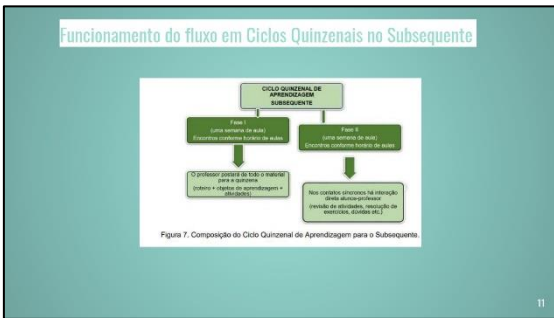 Funcionamento do fluxo em Ciclos Quinzenais no Subsequente
CICLO QUINZENAL DE
APRENDIZAGEM
SUBSEQUENTE
Fase I
(uma semana de aula)
Encontros conforme horário de aulas
Fase II
(uma semana de aula)
Encontros conforme horário de aulas
O professor postará de todo o material
para a quinzena
(roteiro + objetos de aprendizagem +
atividades)
Nos contatos síncronos há interação
direta alunos-professor
(revisão de atividades, resolução de
exercícios, dúvidas etc.)
Figura 7. Composição do Ciclo Quinzenal de Aprendizagem para o Subsequente.
11